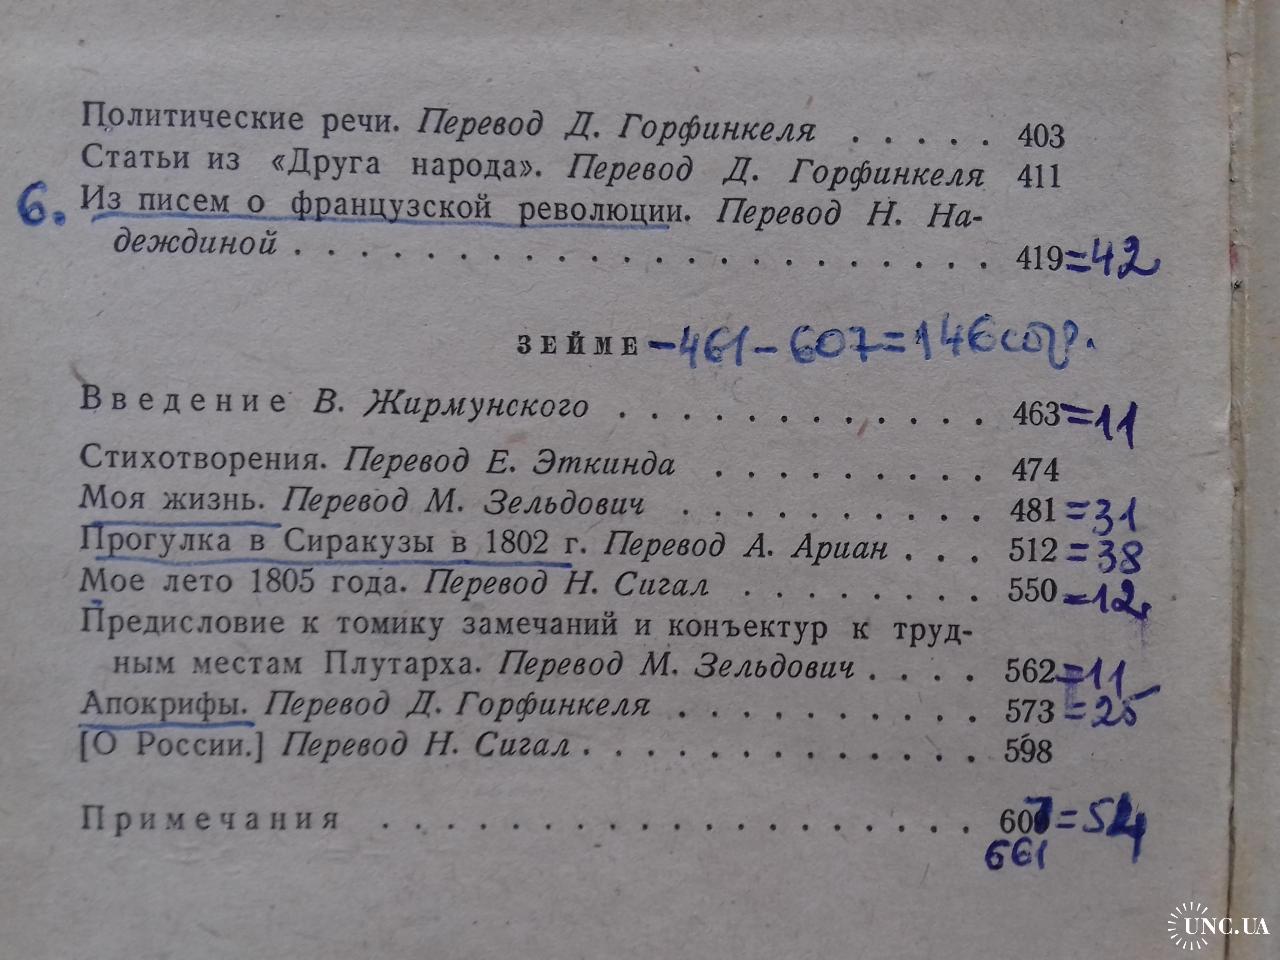 Политические речи. Перевод Д. Горфинкеля . . . . . 403
Статьи из «Друга народа». Перевод Д. Горфинкеля 411
6. Из писем о французской революции. Перевод Н. На-
деждиной . . . . . . . . . . . . . . . . . . . . . . 419 = 42
ЗЕЙМЕ – 461 – 607 = 146 стр.
Введение В. Жирмунского . . . . . . . . . . . . 463 = 11
Стихотворения. Перевод Е. Эткинда . . . . . . . . . 474
Моя жизнь. Перевод М. Зельдович . . . . . . . . . . 481 = 31
Прогулка в Сиракузы в 1802 г. Перевод А. Ариан . . . 512 = 38
Мое лето 1805 года. Перевод Н. Сигал . . . . . . . . 550 = 12
Предисловие к томику замечаний и конъектур к труд-
ным местам Плутарха. Перевод М. Зельдович . . . . 562 = 11
Апокрифы. Перевод Д. Горфинкеля . . . . . . . . . . 573 = 25
[О России.] Перевод Н. Сигал . . . . . . . . . . . . . 598
Примечания . . . . . . . . . . . . . . . . . . . 607 = 54
661
UNC.UA